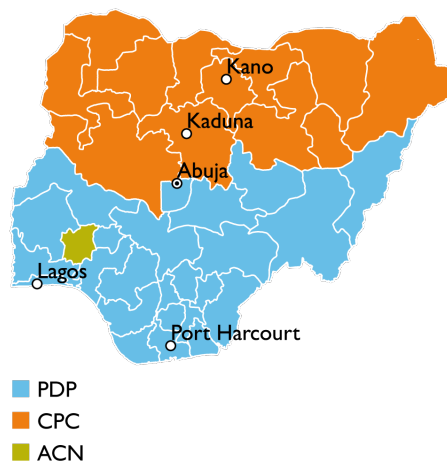 Kano
Kaduna
Abuja
Lagos
Port Harcourt
PDP
CPC
ACN